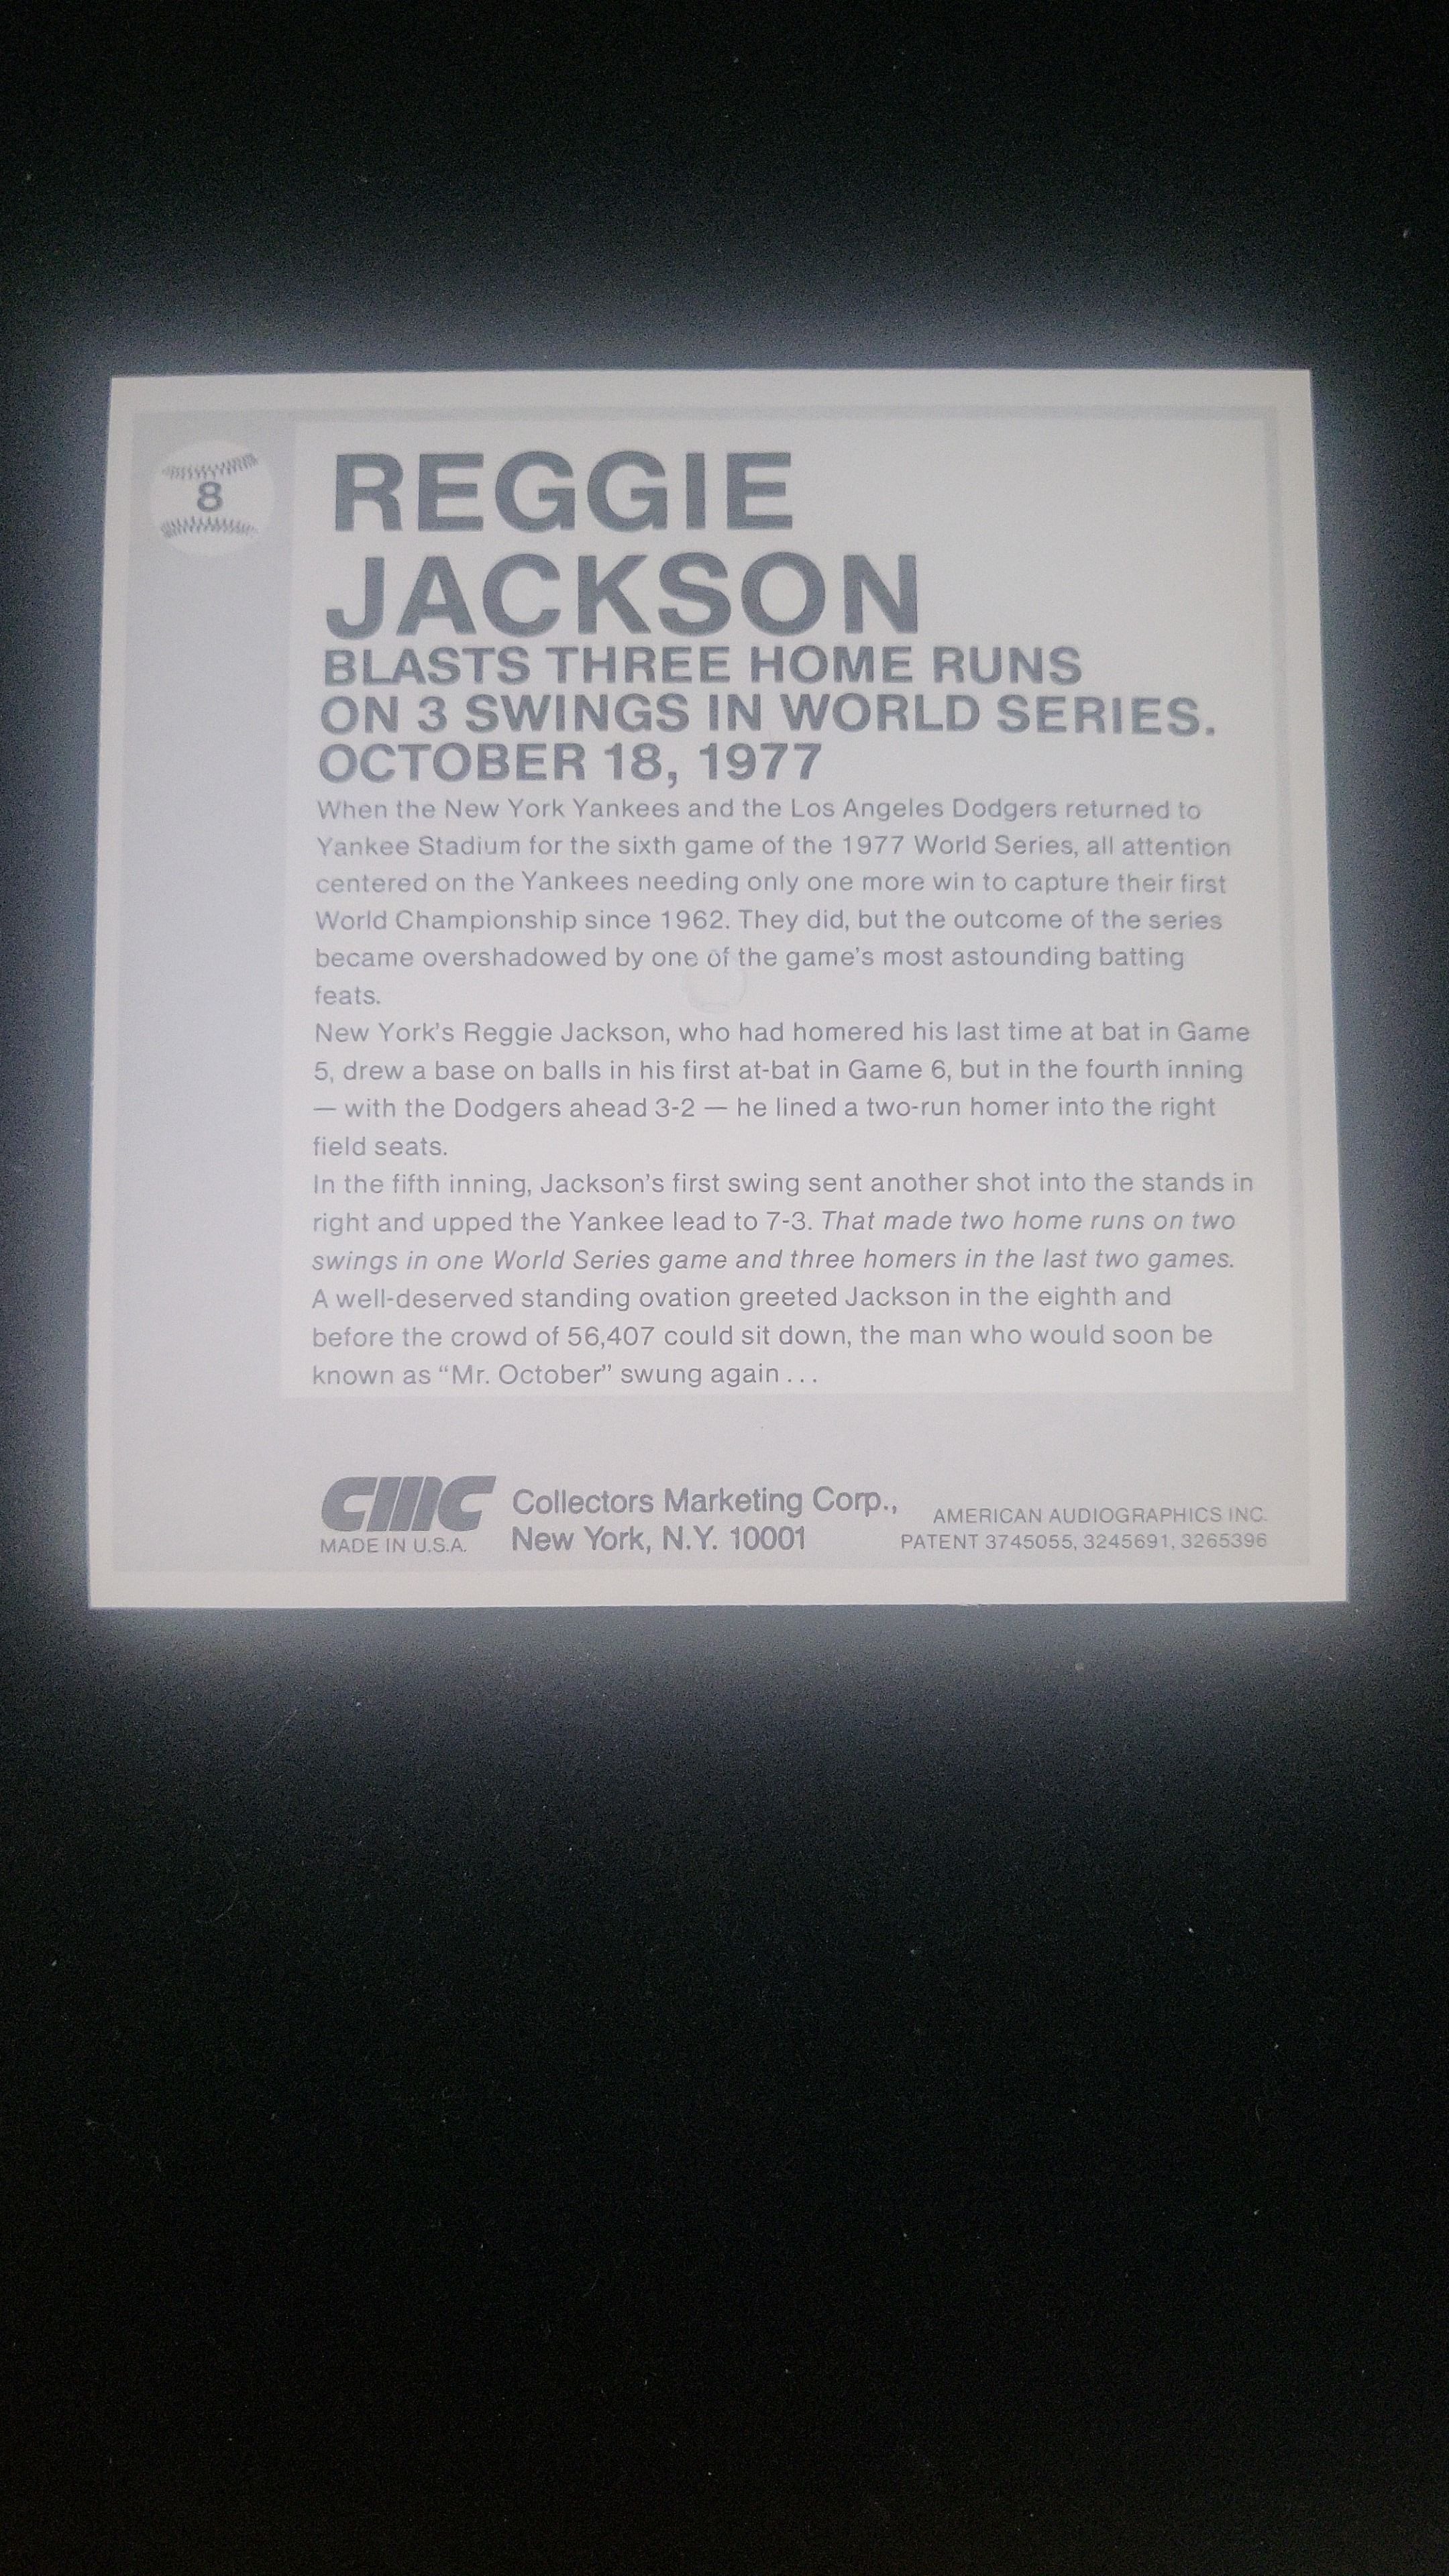 8
REGGIE
JACKSON
BLASTS THREE HOME RUNS
ON 3 SWINGS IN WORLD SERIES.
OCTOBER 18, 1977
When the New York Yankees and the Los Angeles Dodgers returned to
Yankee Stadium for the sixth game of the 1977 World Series, all attention
centered on the Yankees needing only one more win to capture their first
World Championship since 1962. They did, but the outcome of the series
became overshadowed by one of the game's most astounding batting
feats.
New York's Reggie Jackson, who had homered his last time at bat in Game
5, drew a base on balls in his first at-bat in Game 6, but in the fourth inning
— with the Dodgers ahead 3-2 — he lined a two-run homer into the right
field seats.
In the fifth inning, Jackson's first swing sent another shot into the stands in
right and upped the Yankee lead to 7-3. That made two home runs on two
swings in one World Series game and three homers in the last two games.
A well-deserved standing ovation greeted Jackson in the eighth and
before the crowd of 56,407 could sit down, the man who would soon be
known as “Mr. October” swung again . . .
CMC
MADE IN U.S.A.
Collectors Marketing Corp.,
New York, N.Y. 10001
AMERICAN AUDIOGRAPHICS INC.
PATENT 3745055, 3245691, 3265396